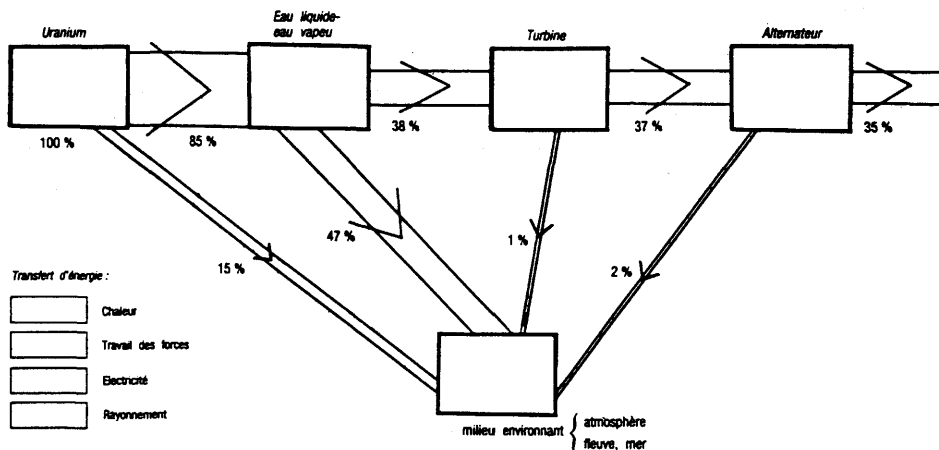 Uranium
Eau liquide-
eau vapeu
Turbine
Alternateur
100 %
85 %
38 %
37 %
35 %
15 %
47 %
1 %
2 %
Transfert d'énergie :
Chaleur
Travail des forces
Electricité
Rayonnement
milieu environnant { atmosphère
fleuve, mer